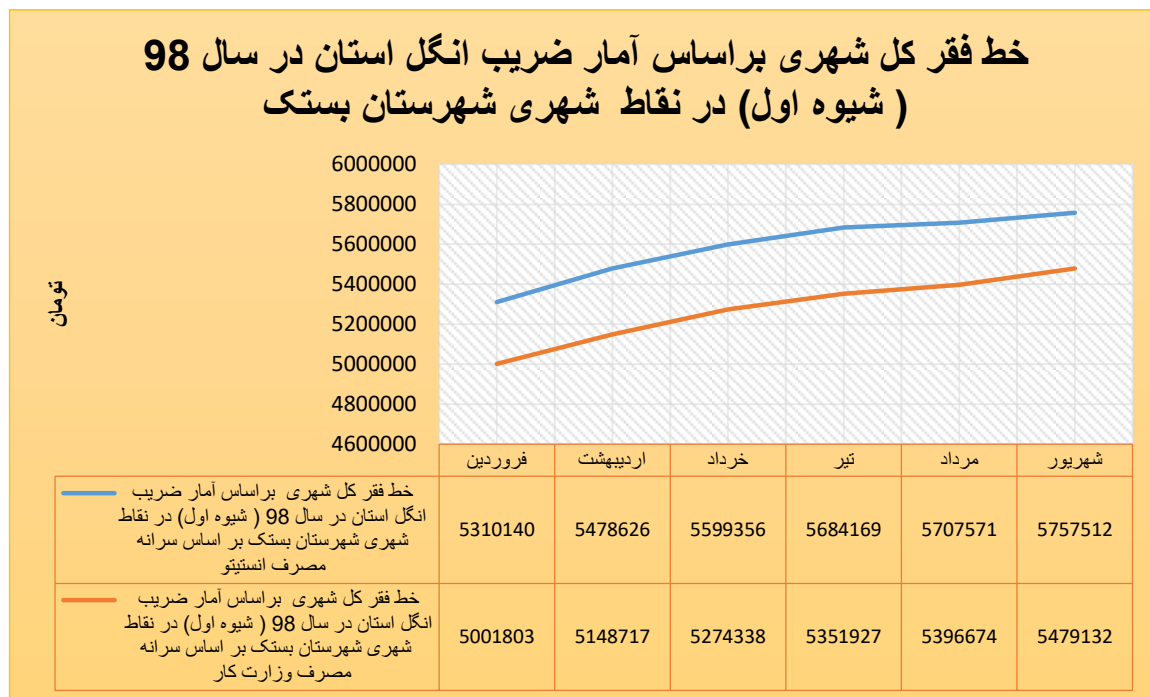 خط فقر کل شهری براساس آمار ضریب انگل استان در سال 98
( شیوه اول) در نقاط شهری شهرستان بستک
تومان
6000000
5800000
5600000
5400000
5200000
5000000
4800000
4600000
فروردین اردیبهشت خرداد تیر مرداد شهریور
خط فقر کل شهری براساس آمار ضریب
انگل استان در سال 98 ( شیوه اول) در نقاط
شهری شهرستان بستک بر اساس سرانه
مصرف انستیتو
5310140 5478626 5599356 5684169 5707571 5757512
خط فقر کل شهری براساس آمار ضریب
انگل استان در سال 98 ( شیوه اول) در نقاط
شهری شهرستان بستک بر اساس سرانه
مصرف وزارت کار
5001803 5148717 5274338 5351927 5396674 5479132